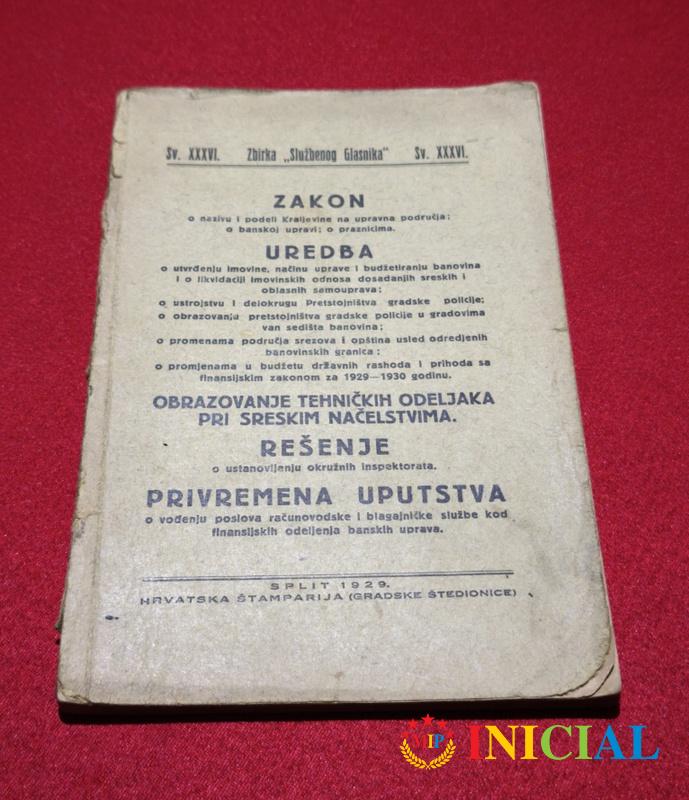 Sv. XXXVI. Zbirka „Službenog Glasnika" Sv. XXXVI.
ZAKON
o nazivu i podeli Kraljevine na upravna područja;
o banskoj upravi; o praznicima.
UREDBA
o utvrđenju imovine, načinu uprave i budžetiranju banovina
i o likvidaciji imovinskih odnosa dosadanjih sreskih i
oblasnih samouprava;
o ustrojstvu i delokrugu Pretstojništva gradske policije;
o obrazovanju pretstojništva gradske policije u gradovima
van sedišta banovina;
o promenama područja srezova i opština usled odredjenih
banovinskih granica;
o promjenama u budžetu državnih rashoda i prihoda sa
finansijskim zakonom za 1929—1930 godinu.
OBRAZOVANJE TEHNIČKIH ODELJAKA
PRI SRESKIM NAČELSTVIMA.
REŠENJE
o ustanovljenju okružnih inspektorata.
PRIVREMENA UPUTSTVA
o vođenju poslova računovodske i blagajničke službe kod
finansijskih odeljenja banskih uprava.
SPLIT 1929.
HRVATSKA ŠTAMPARIJA (GRADSKE ŠTEDIONICE)
VIP INICIAL